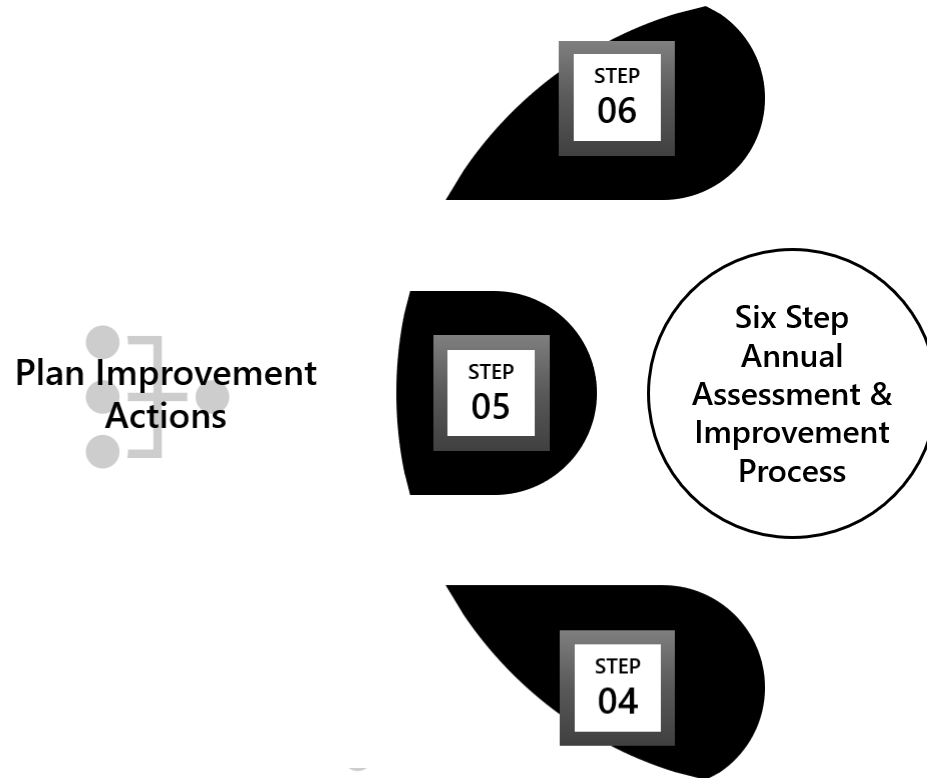 STEP
06
Plan Improvement
Actions
STEP
05
Six Step
Annual
Assessment &
Improvement
Process
STEP
04